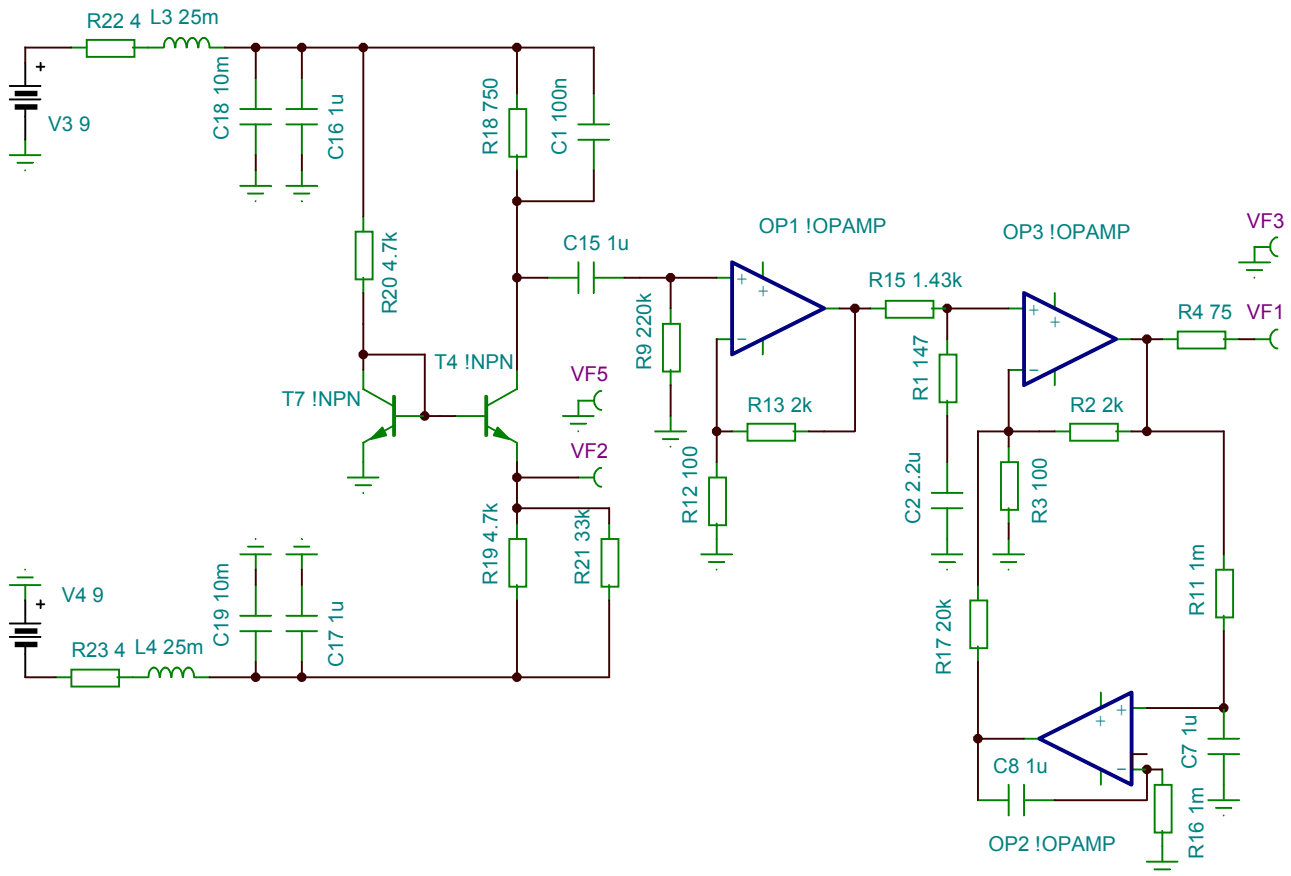 R22 4
L3 25m
V3 9
C18 10m
C16 1u
R18 750
C1 100n
R20 4.7k
C15 1u
OP1 !OPAMP
OP3 !OPAMP
VF3
R15 1.43k
R4 75
VF1
R9 220k
R1 147
T4 !NPN
T7 !NPN
VF5
VF2
R13 2k
R2 2k
R12 100
C2 2.2u
R3 100
R19 4.7k
R21 33k
V4 9
C19 10m
C17 1u
R23 4
L4 25m
R11 1m
R17 20k
C7 1u
C8 1u
R16 1m
OP2 !OPAMP